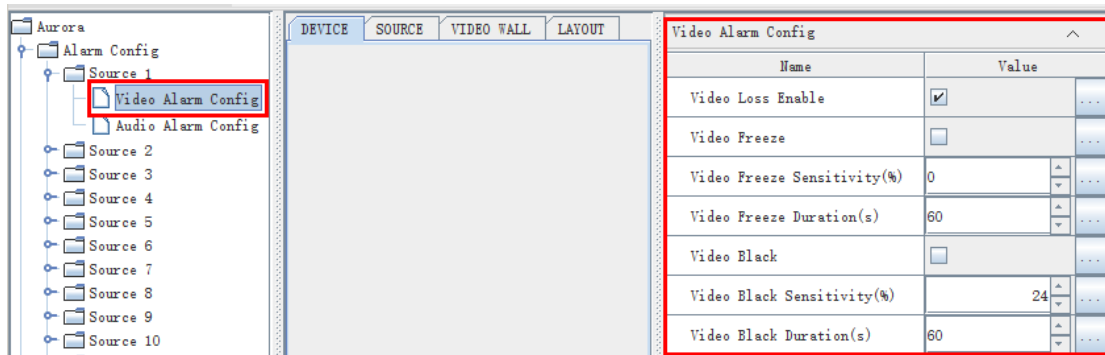 Aurora
Alarm Config
Source 1
Video Alarm Config
Audio Alarm Config
Source 2
Source 3
Source 4
Source 5
Source 6
Source 7
Source 8
Source 9
Source 10
DEVICE SOURCE VIDEO WALL LAYOUT
Video Alarm Config
Name Value
Video Loss Enable ...
Video Freeze ...
Video Freeze Sensitivity(%) 0 ...
Video Freeze Duration(s) 60 ...
Video Black ...
Video Black Sensitivity(%) 24 ...
Video Black Duration(s) 60 ...